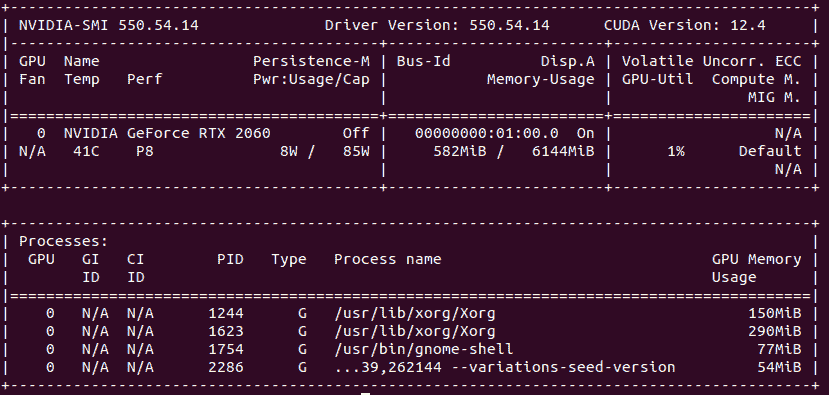 +-----------------------------------------------------------------------------------------+
| NVIDIA-SMI 550.54.14              Driver Version: 550.54.14      CUDA Version: 12.4     |
|-----------------------------------------+------------------------+----------------------+
| GPU  Name                 Persistence-M | Bus-Id          Disp.A | Volatile Uncorr. ECC |
| Fan  Temp   Perf          Pwr:Usage/Cap |           Memory-Usage | GPU-Util  Compute M. |
|                                         |                        |               MIG M. |
|=========================================+========================+======================|
|   0  NVIDIA GeForce RTX 2060        Off |   00000000:01:00.0  On |                  N/A |
| N/A   41C    P8              8W /   85W |     582MiB /   6144MiB |      1%      Default |
|                                         |                        |                  N/A |
+-----------------------------------------+------------------------+----------------------+
+-----------------------------------------------------------------------------------------+
| Processes:                                                                              |
|  GPU   GI   CI        PID   Type   Process name                              GPU Memory |
|        ID   ID                                                               Usage      |
|=========================================================================================|
|    0   N/A  N/A      1244      G   /usr/lib/xorg/Xorg                            150MiB |
|    0   N/A  N/A      1623      G   /usr/lib/xorg/Xorg                            290MiB |
|    0   N/A  N/A      1754      G   /usr/bin/gnome-shell                           77MiB |
|    0   N/A  N/A      2286      G   ...39,262144 --variations-seed-version         54MiB |
+-----------------------------------------------------------------------------------------+